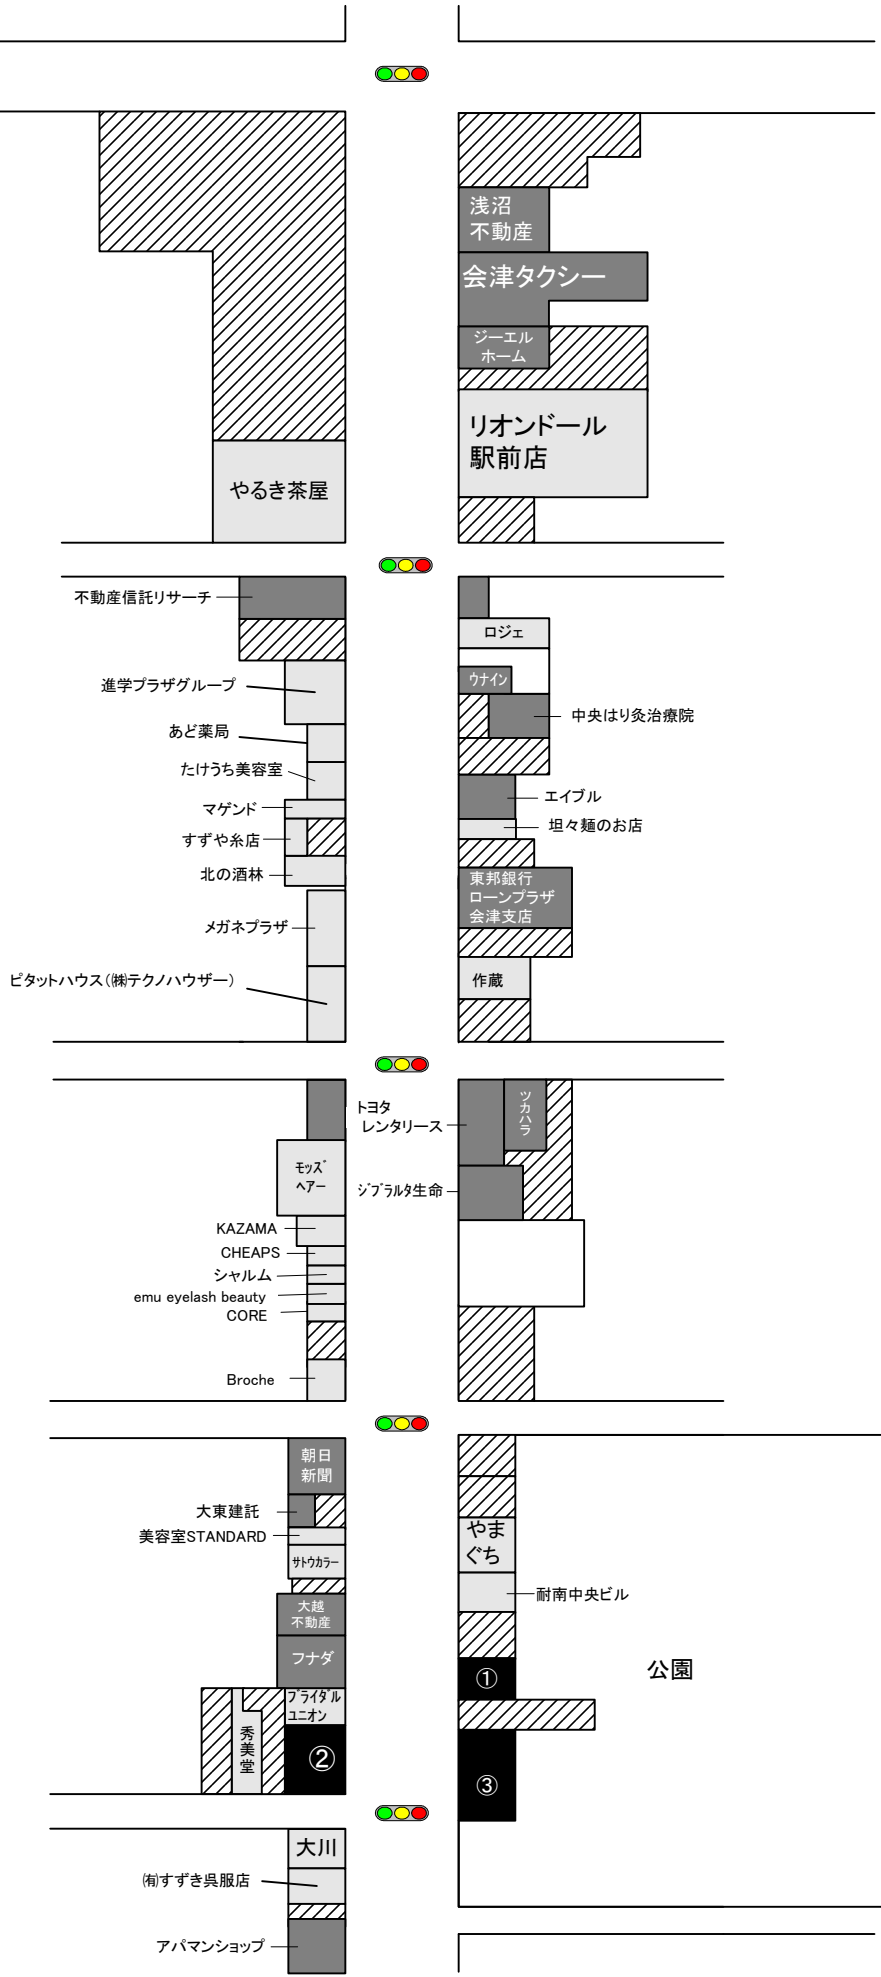 浅沼
不動産
会津タクシー
ジーエル
ホーム
リオンドール
駅前店
やるき茶屋
不動産信託リサーチ
ロジェ
進学プラザグループ
ウナイン
中央はり灸治療院
あど薬局
たけうち美容室
エイブル
マゲンド
坦々麺のお店
すずや糸店
北の酒林
東邦銀行
ローンプラザ
会津支店
メガネプラザ
作蔵
ピタットハウス(㈱テクノハウザー)
トヨタ
レンタリース
ツカハラ
モッズ
ヘアー
ジブラルタ生命
KAZAMA
CHEAPS
シャルム
emu eyelash beauty
CORE
Broche
朝日
新聞
大東建託
美容室STANDARD
サトウカラー
やま
ぐち
耐南中央ビル
大越
不動産
フナダ
①
公園
ブライダル
ユニオン
秀美堂
②
③
大川
㈲すずき呉服店
アパマンショップ